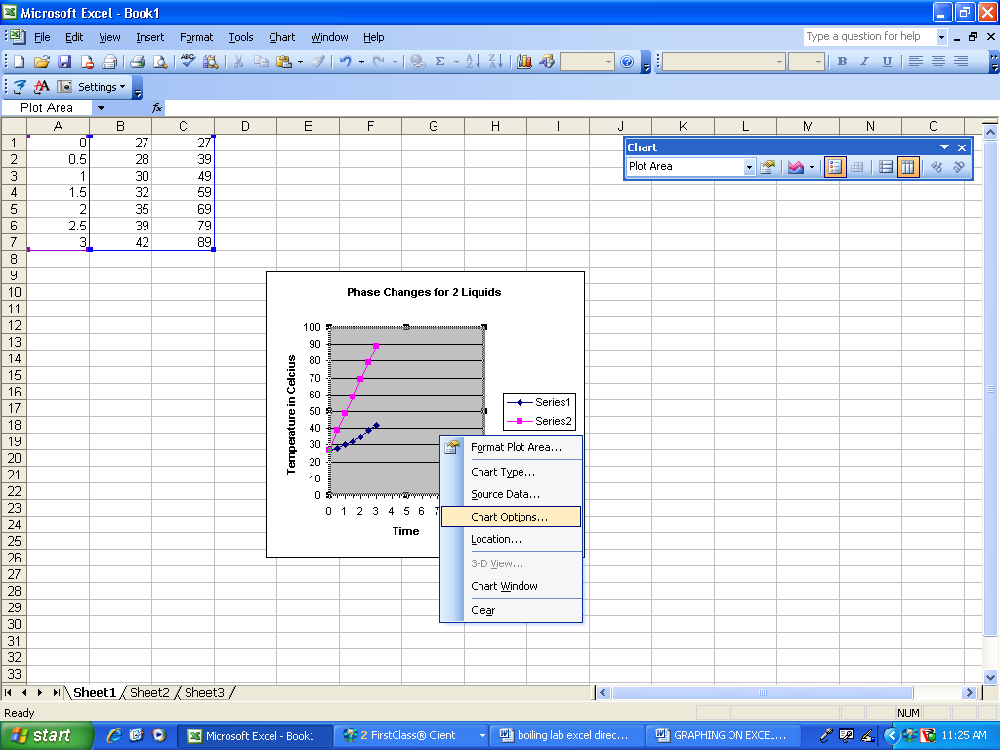 Microsoft Excel - Book1
File Edit View Insert Format Tools Chart Window Help
Type a question for help
Settings
Plot Area
fx
A B C D E F G H I J K L M N O
1 0 27 27
2 0.5 28 39
3 1 30 49
4 1.5 32 59
5 2 35 69
6 2.5 39 79
7 3 42 89
8
9
10
11
12
13
14
15
16
17
18
19
20
21
22
23
24
25
26
27
28
29
30
31
32
33
Chart
Plot Area
Phase Changes for 2 Liquids
Temperature in Celcius
100
90
80
70
60
50
40
30
20
10
0
0 1 2 3 4 5 6 7
Time
Series1
Series2
Format Plot Area...
Chart Type...
Source Data...
Chart Options...
Location...
3-D View...
Chart Window
Clear
Sheet1 Sheet2 Sheet3
Ready
NUM
start
Microsoft Excel - Book1
2 FirstClass® Client
boiling lab excel direc...
GRAPHING ON EXCEL...
11:25 AM